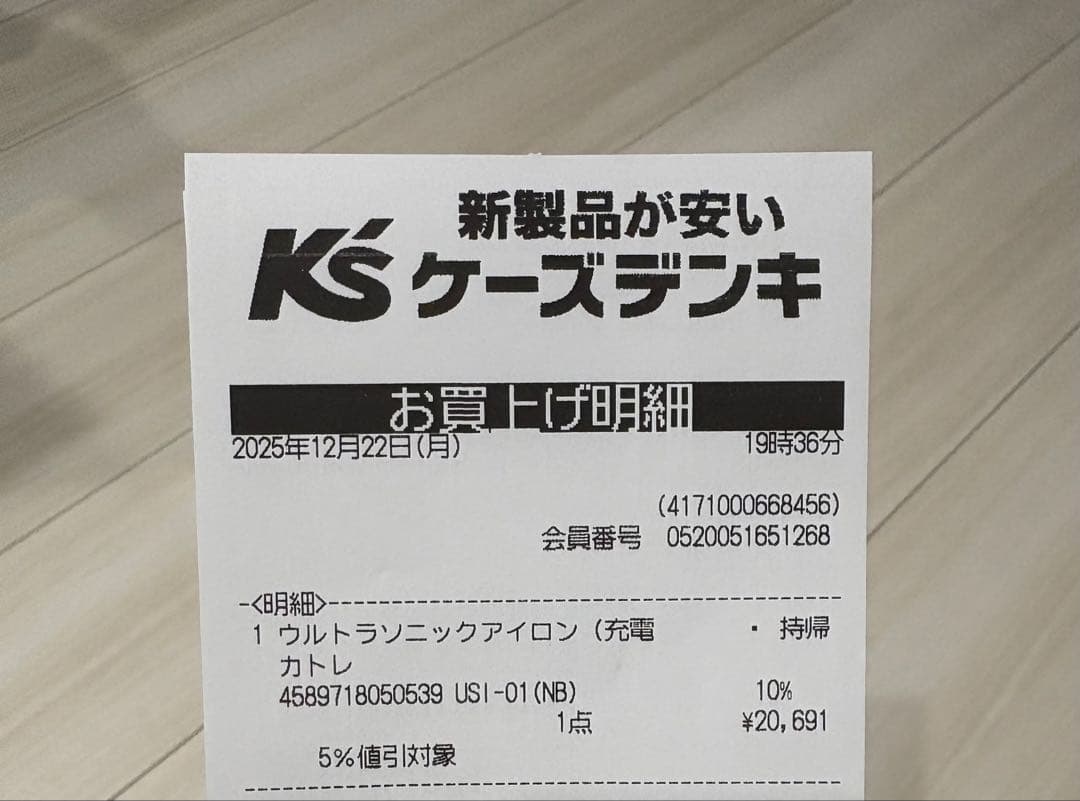 新製品が安い
K's ケーズデンキ
お買上げ明細
2025年12月22日(月) 19時36分
(4171000668456)
会員番号 0520051651268
-<明細>--------------------------------
1 ウルトラソニックアイロン (充電 ・ 持帰
カトレ
4589718050539 USI-01(NB) 10%
1点 ¥20,691
5%値引対象